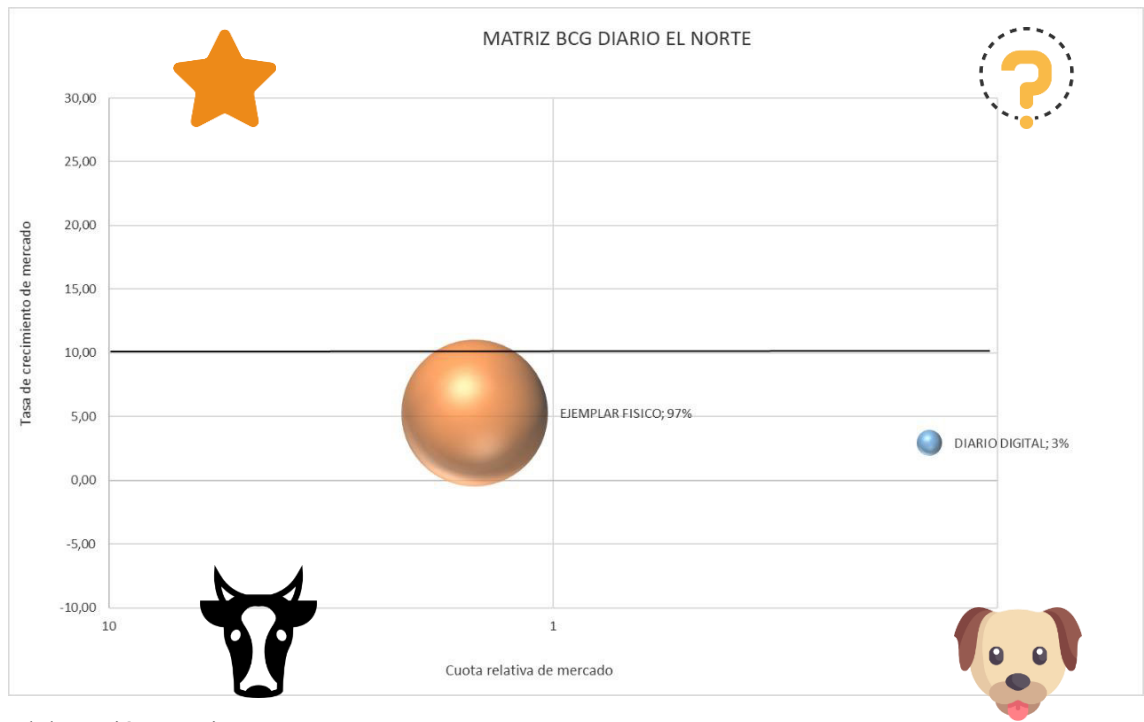 MATRIZ BCG DIARIO EL NORTE
?
30,00
25,00
20,00
15,00
10,00
5,00
0,00
-5,00
-10,00
Tasa de crecimiento de mercado
EJEMPLAR FISICO; 97%
DIARIO DIGITAL; 3%
10
1
Cuota relativa de mercado